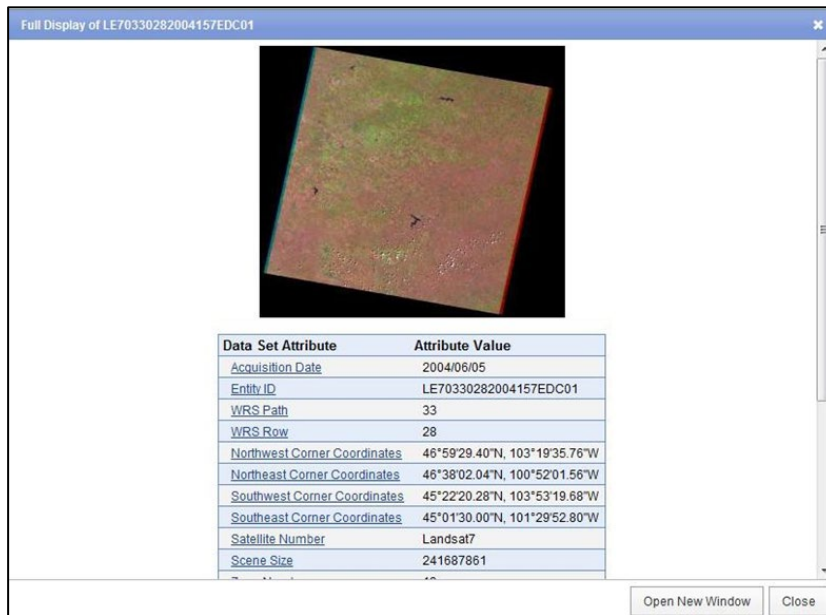 Full Display of LE70330282004157EDC01
Data Set Attribute Attribute Value
Acquisition Date 2004/06/05
Entity ID LE70330282004157EDC01
WRS Path 33
WRS Row 28
Northwest Corner Coordinates 46°59'29.40"N, 103°19'35.76"W
Northeast Corner Coordinates 46°38'02.04"N, 100°52'01.56"W
Southwest Corner Coordinates 45°22'20.28"N, 103°53'19.68"W
Southeast Corner Coordinates 45°01'30.00"N, 101°29'52.80"W
Satellite Number Landsat7
Scene Size 241687861
Open New Window Close